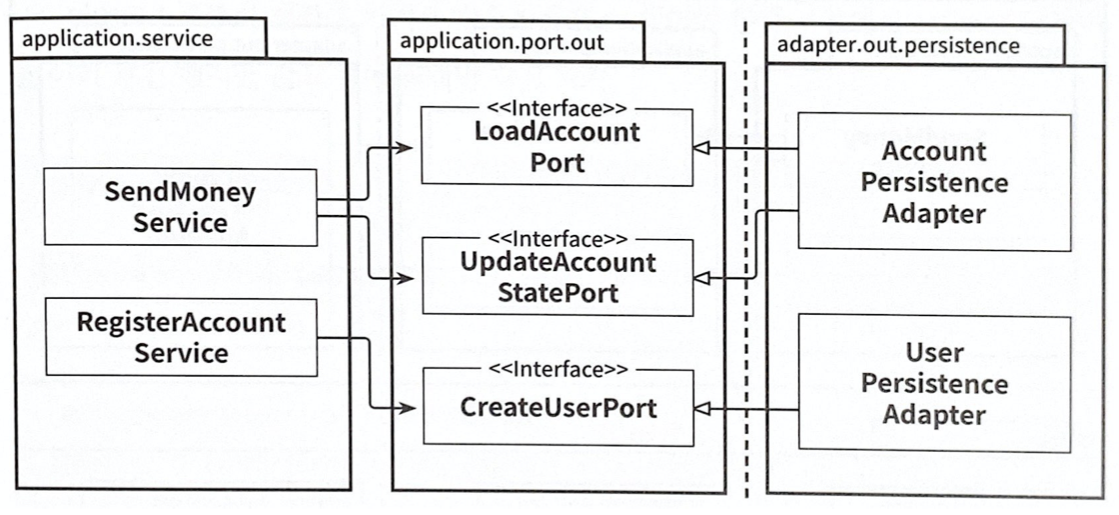 application.service
SendMoney
Service
RegisterAccount
Service
application.port.out
<<Interface>>
LoadAccount
Port
<<Interface>>
UpdateAccount
StatePort
<<Interface>>
CreateUserPort
adapter.out.persistence
Account
Persistence
Adapter
User
Persistence
Adapter